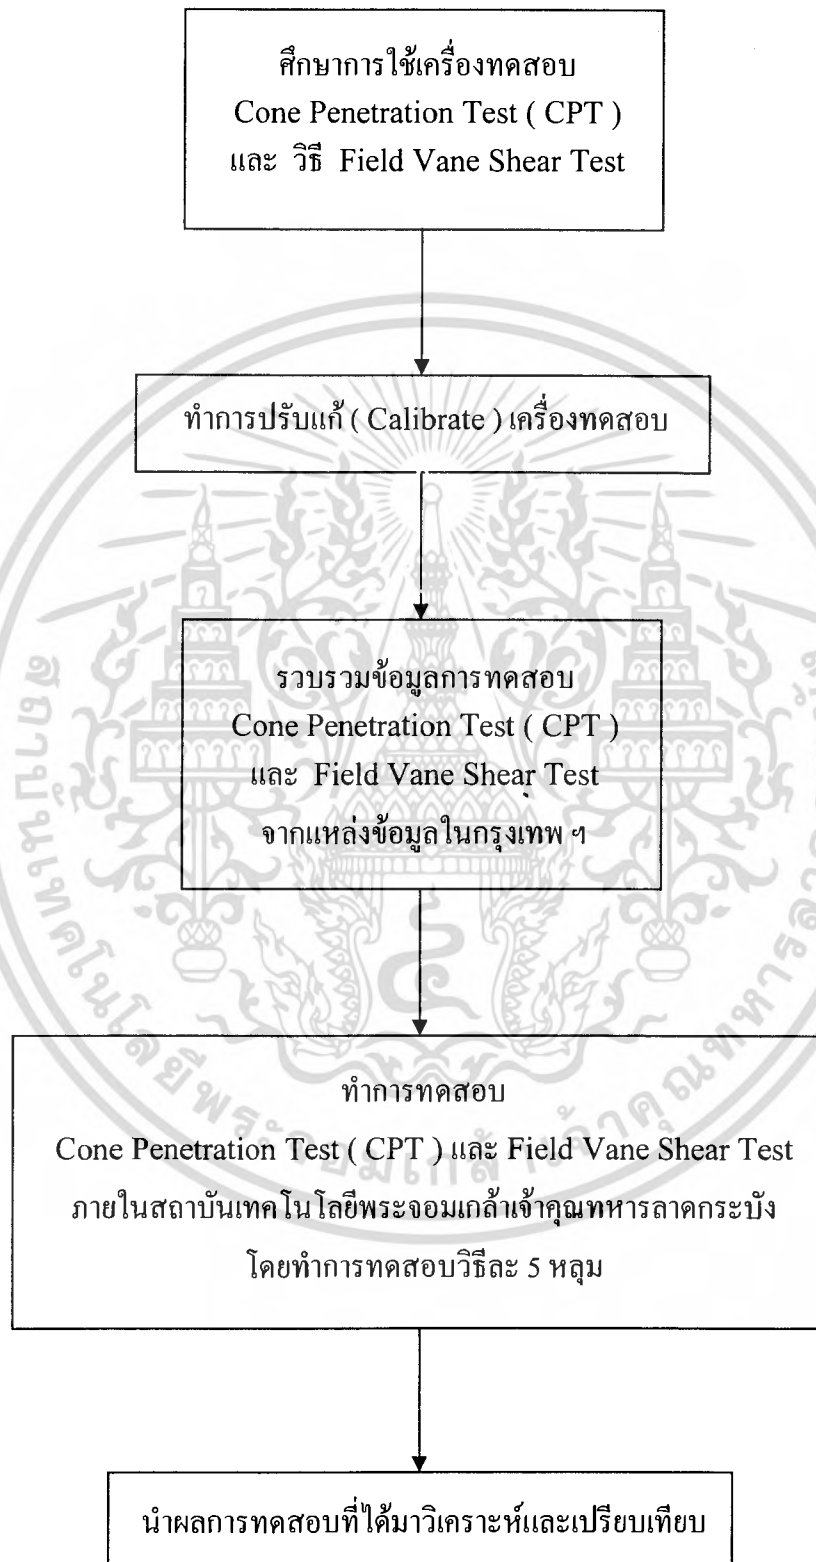 ศึกษาการใช้เครื่องทดสอบ
Cone Penetration Test ( CPT )
และ วิธี Field Vane Shear Test
ทำการปรับแก้ ( Calibrate ) เครื่องทดสอบ
รวบรวมข้อมูลการทดสอบ
Cone Penetration Test ( CPT )
และ Field Vane Shear Test
จากแหล่งข้อมูลในกรุงเทพ ฯ
ทำการทดสอบ
Cone Penetration Test ( CPT ) และ Field Vane Shear Test
ภายในสถาบันเทคโนโลยีพระจอมเกล้าเจ้าคุณทหารลาดกระบัง
โดยทำการทดสอบวิธีละ 5 หลุม
นำผลการทดสอบที่ได้มาวิเคราะห์และเปรียบเทียบ